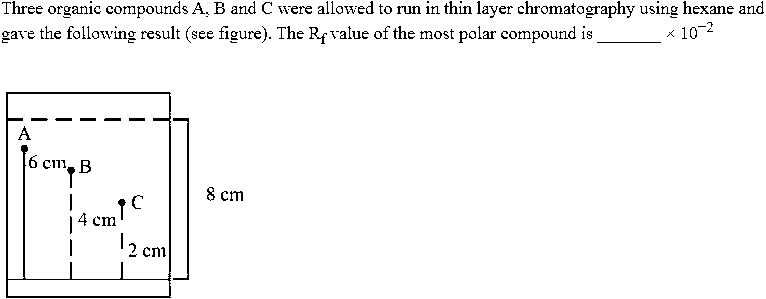 Three organic compounds A, B and C were allowed to run in thin layer chromatography using hexane and
gave the following result (see figure). The Rf value of the most polar compound is _______ × 10⁻²
A
6 cm B
8 cm
C
4 cm
2 cm